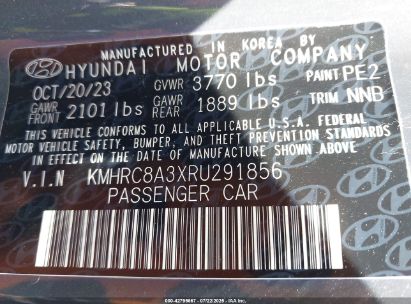 MANUFACTURED IN KOREA BY
HYUNDAI MOTOR COMPANY
OCT/20/23 GVWR 3770 lbs PAINT PE2
GAWR FRONT 2101 lbs GAWR REAR 1889 lbs TRIM NNB
THIS VEHICLE CONFORMS TO ALL APPLICABLE U.S.A. FEDERAL
MOTOR VEHICLE SAFETY, BUMPER, AND THEFT PREVENTION
STANDARDS IN EFFECT ON THE DATE OF MANUFACTURE SHOWN ABOVE.
V.I.N KMHRC8A3XRU291856
PASSENGER CAR